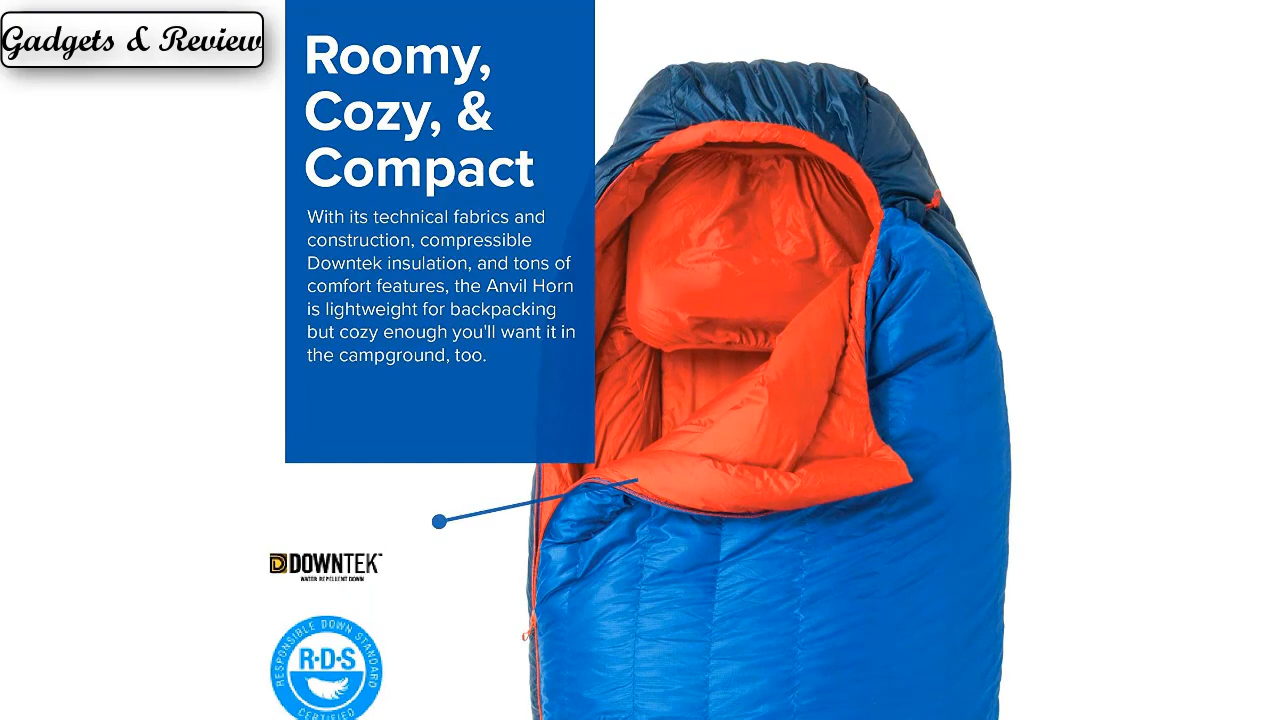 Gadgets & Review
Roomy,
Cozy, &
Compact
With its technical fabrics and
construction, compressible
Downtek insulation, and tons of
comfort features, the Anvil Horn
is lightweight for backpacking
but cozy enough you'll want it in
the campground, too.
DOWNTEK™
WATER REPELLENT DOWN
RESPONSIBLE DOWN STANDARD
R·D·S
CERTIFIED